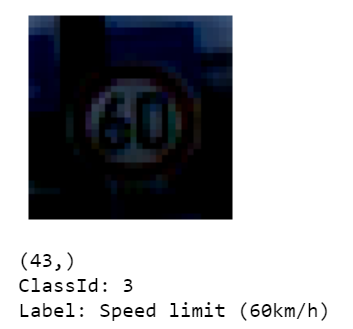 60
(43,)
ClassId: 3
Label: Speed limit (60km/h)